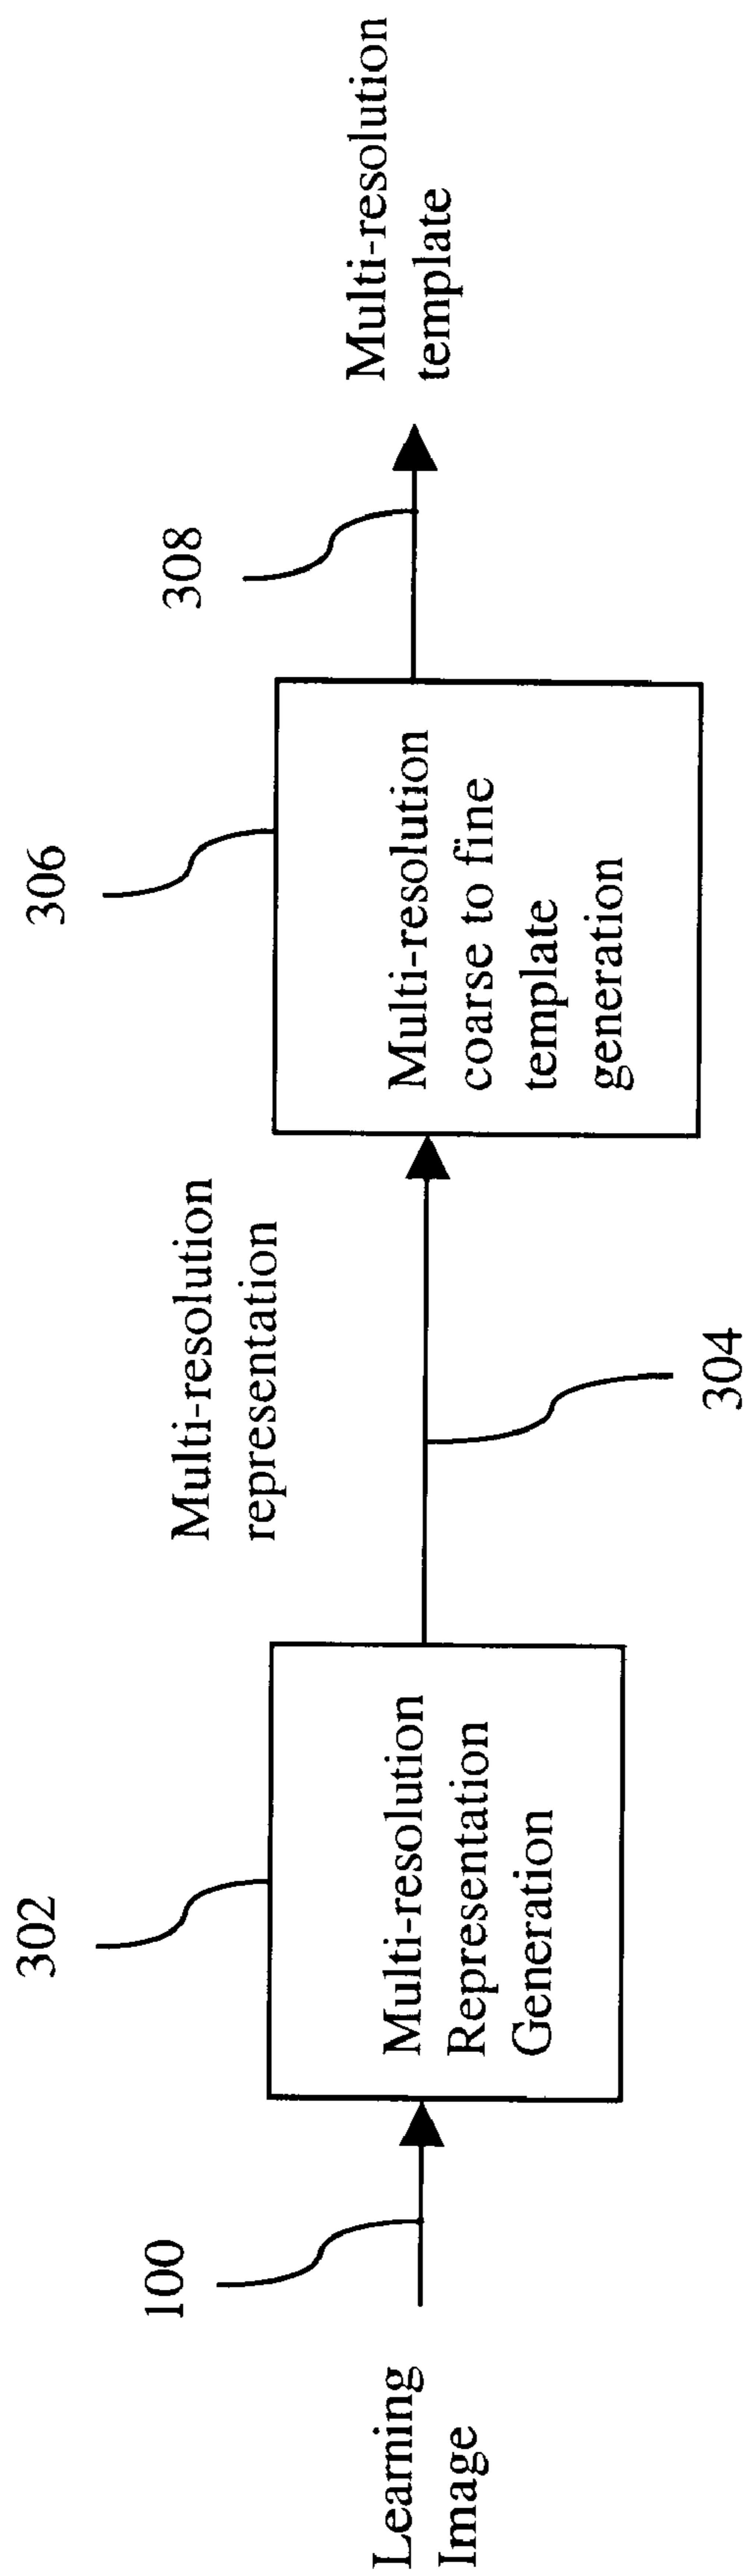 Learning
Image
100
302
Multi-resolution
Representation
Generation
Multi-resolution
representation
304
306
Multi-resolution
coarse to fine
template
generation
308
Multi-resolution
template